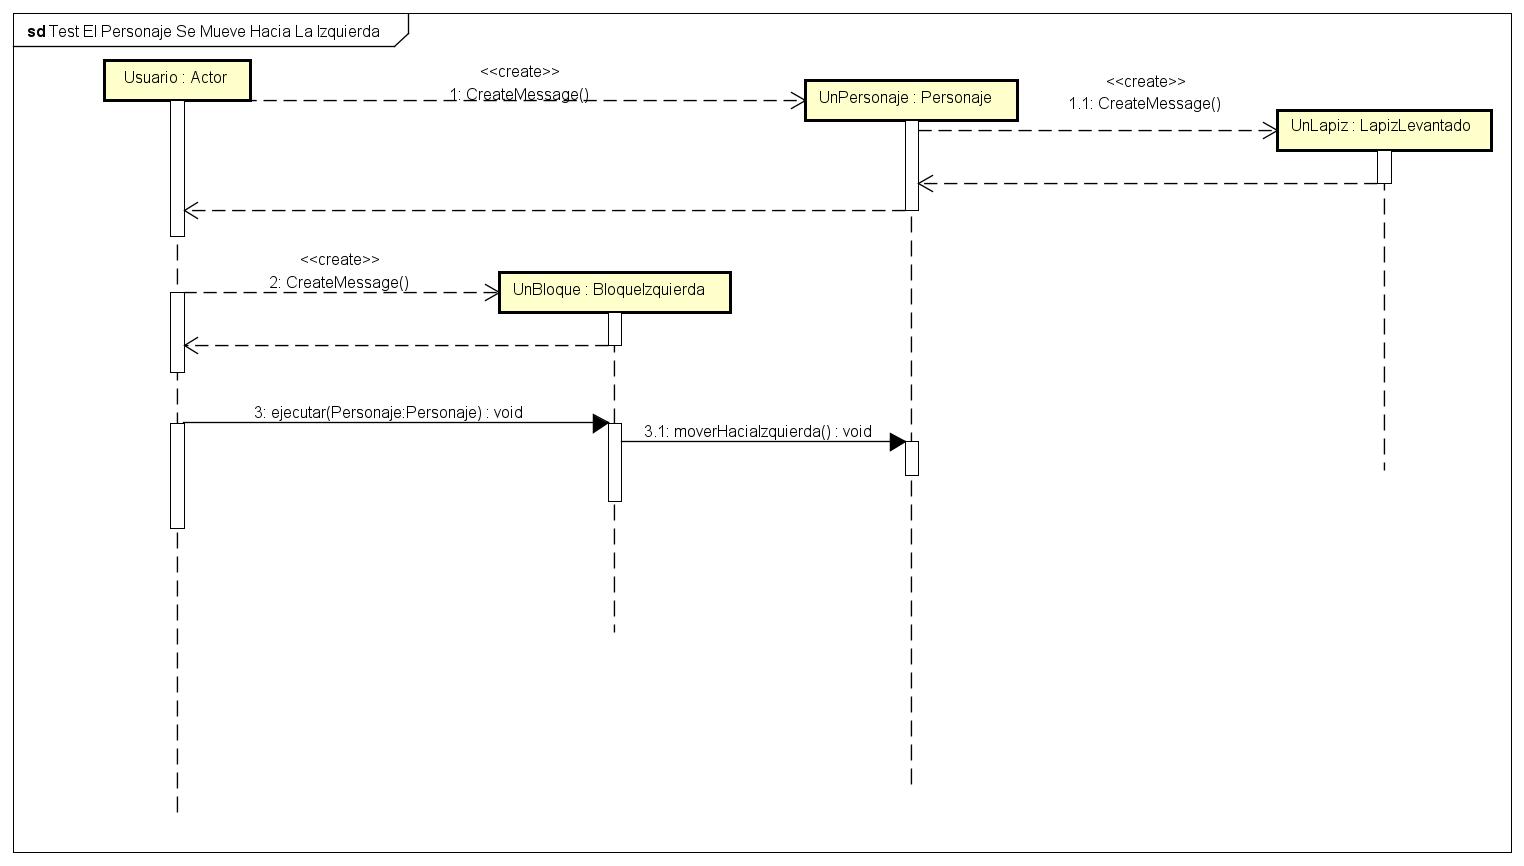 sd Test El Personaje Se Mueve Hacia La Izquierda
Usuario : Actor
<<create>>
1: CreateMessage()
UnPersonaje : Personaje
<<create>>
1.1: CreateMessage()
UnLapiz : LapizLevantado
<<create>>
2: CreateMessage()
UnBloque : BloqueIzquierda
3: ejecutar(Personaje:Personaje) : void
3.1: moverHaciaIzquierda() : void